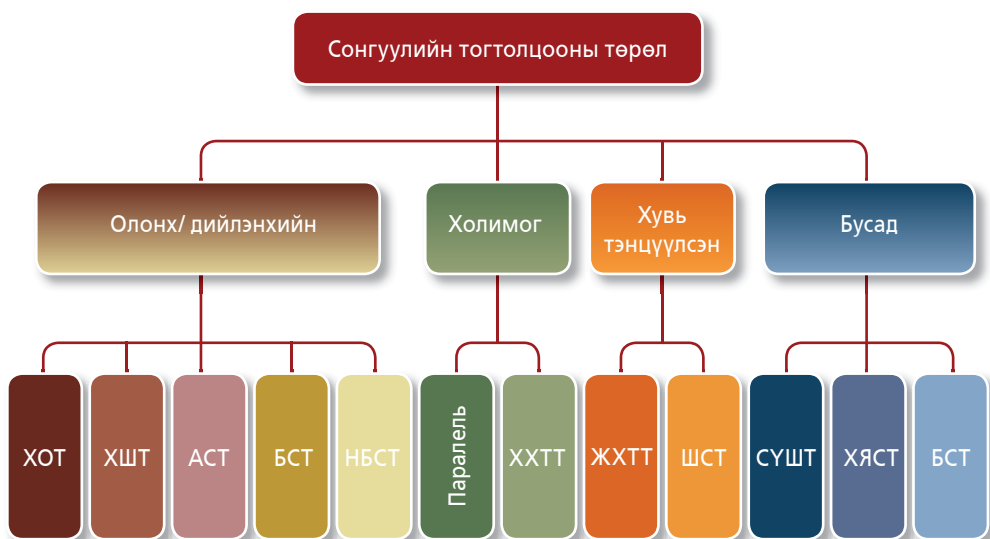 Сонгуулийн тогтолцооны төрөл
Олонх/ дийлэнхийн
Холимог
Хувь
тэнцүүлсэн
Бусад
ХОТ
ХШТ
АСТ
БСТ
НБСТ
Паралель
ХХТТ
ЖХТТ
ШСТ
СҮШТ
ХЯСТ
БСТ